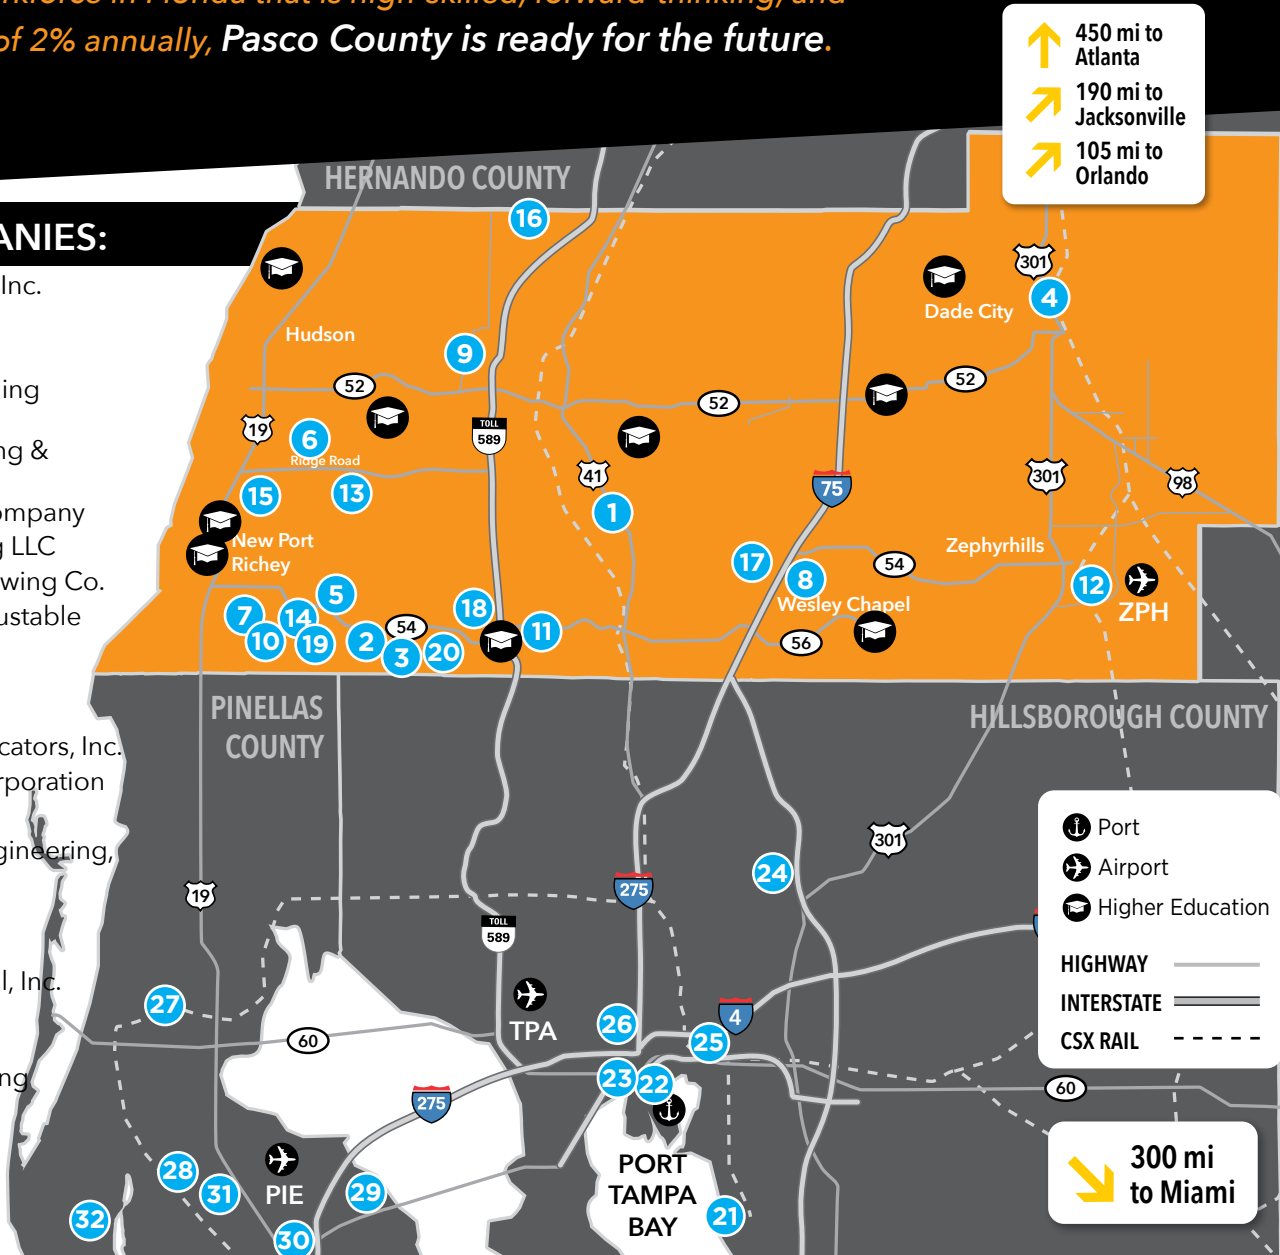 of 2% annually, Pasco County is ready for the future.
450 mi to
Atlanta
190 mi to
Jacksonville
105 mi to
Orlando
HERNANDO COUNTY
16
ANIES:
Inc.
301
4
Dade City
Hudson
9
52
52
52
ing
19
6
TOLL
589
Ridge Road
ng &
41
75
301
98
15
13
1
ompany
New Port
Richey
g LLC
Zephyrhills
17
54
8
12
wing Co.
ZPH
5
Wesley Chapel
7
14
18
ustable
54
11
10
19
2
3
20
56
PINELLAS
COUNTY
HILLSBOROUGH COUNTY
cators, Inc.
rporation
Port
301
gineering,
Airport
24
275
19
Higher Education
TOLL
589
HIGHWAY
l, Inc.
INTERSTATE
27
TPA
26
4
60
25
CSX RAIL
ng
23
22
60
275
28
PIE
31
29
PORT
TAMPA
BAY
300 mi
to Miami
32
30
21